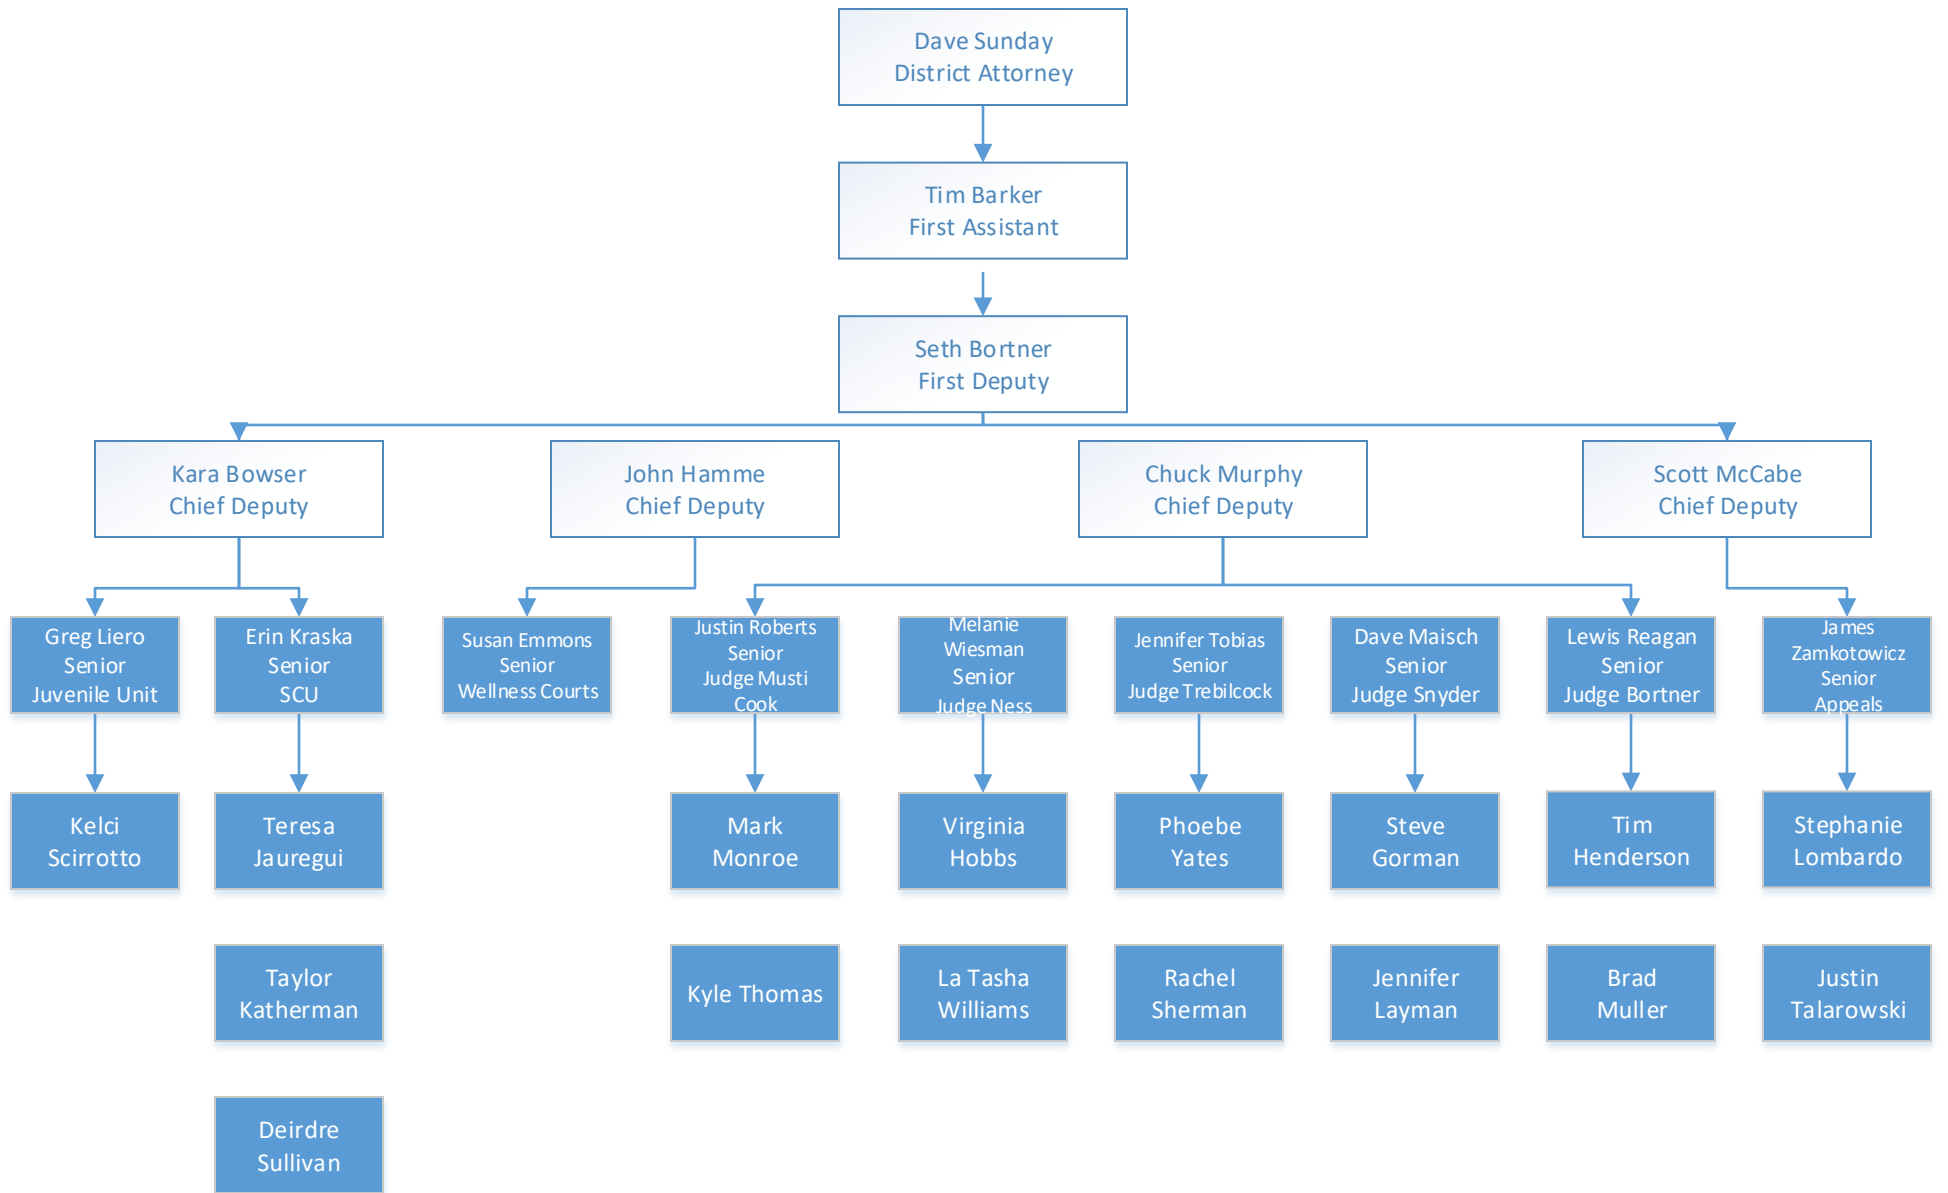 Dave Sunday
District Attorney
Tim Barker
First Assistant
Seth Bortner
First Deputy
Kara Bowser
Chief Deputy
John Hamme
Chief Deputy
Chuck Murphy
Chief Deputy
Scott McCabe
Chief Deputy
Greg Liero
Senior
Juvenile Unit
Erin Kraska
Senior
SCU
Susan Emmons
Senior
Wellness Courts
Justin Roberts
Senior
Judge Musti
Cook
Melanie
Wiesman
Senior
Judge Ness
Jennifer Tobias
Senior
Judge Trebilcock
Dave Maisch
Senior
Judge Snyder
Lewis Reagan
Senior
Judge Bortner
James
Zamkotowicz
Senior
Appeals
Kelci
Scirrotto
Teresa
Jauregui
Mark
Monroe
Virginia
Hobbs
Phoebe
Yates
Steve
Gorman
Tim
Henderson
Stephanie
Lombardo
Taylor
Katherman
Kyle Thomas
La Tasha
Williams
Rachel
Sherman
Jennifer
Layman
Brad
Muller
Justin
Talarowski
Deirdre
Sullivan